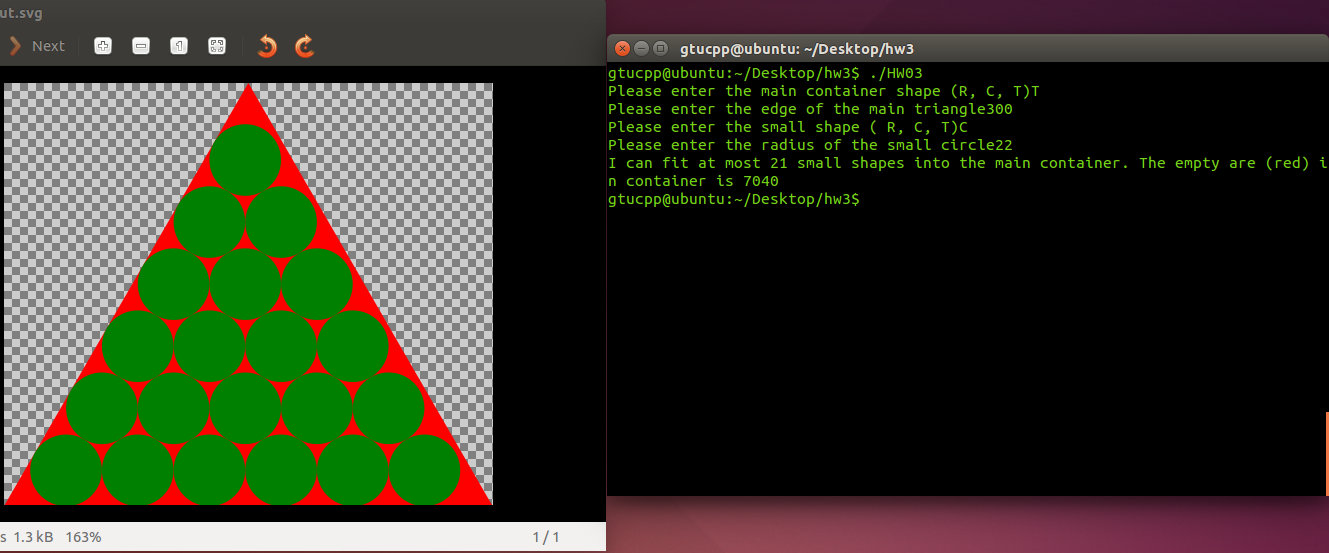 ut.svg
Next
s 1.3 kB 163% 1 / 1
gtucpp@ubuntu: ~/Desktop/hw3
gtucpp@ubuntu:~/Desktop/hw3$ ./HW03
Please enter the main container shape (R, C, T)T
Please enter the edge of the main triangle300
Please enter the small shape ( R, C, T)C
Please enter the radius of the small circle22
I can fit at most 21 small shapes into the main container. The empty are (red) i
n container is 7040
gtucpp@ubuntu:~/Desktop/hw3$